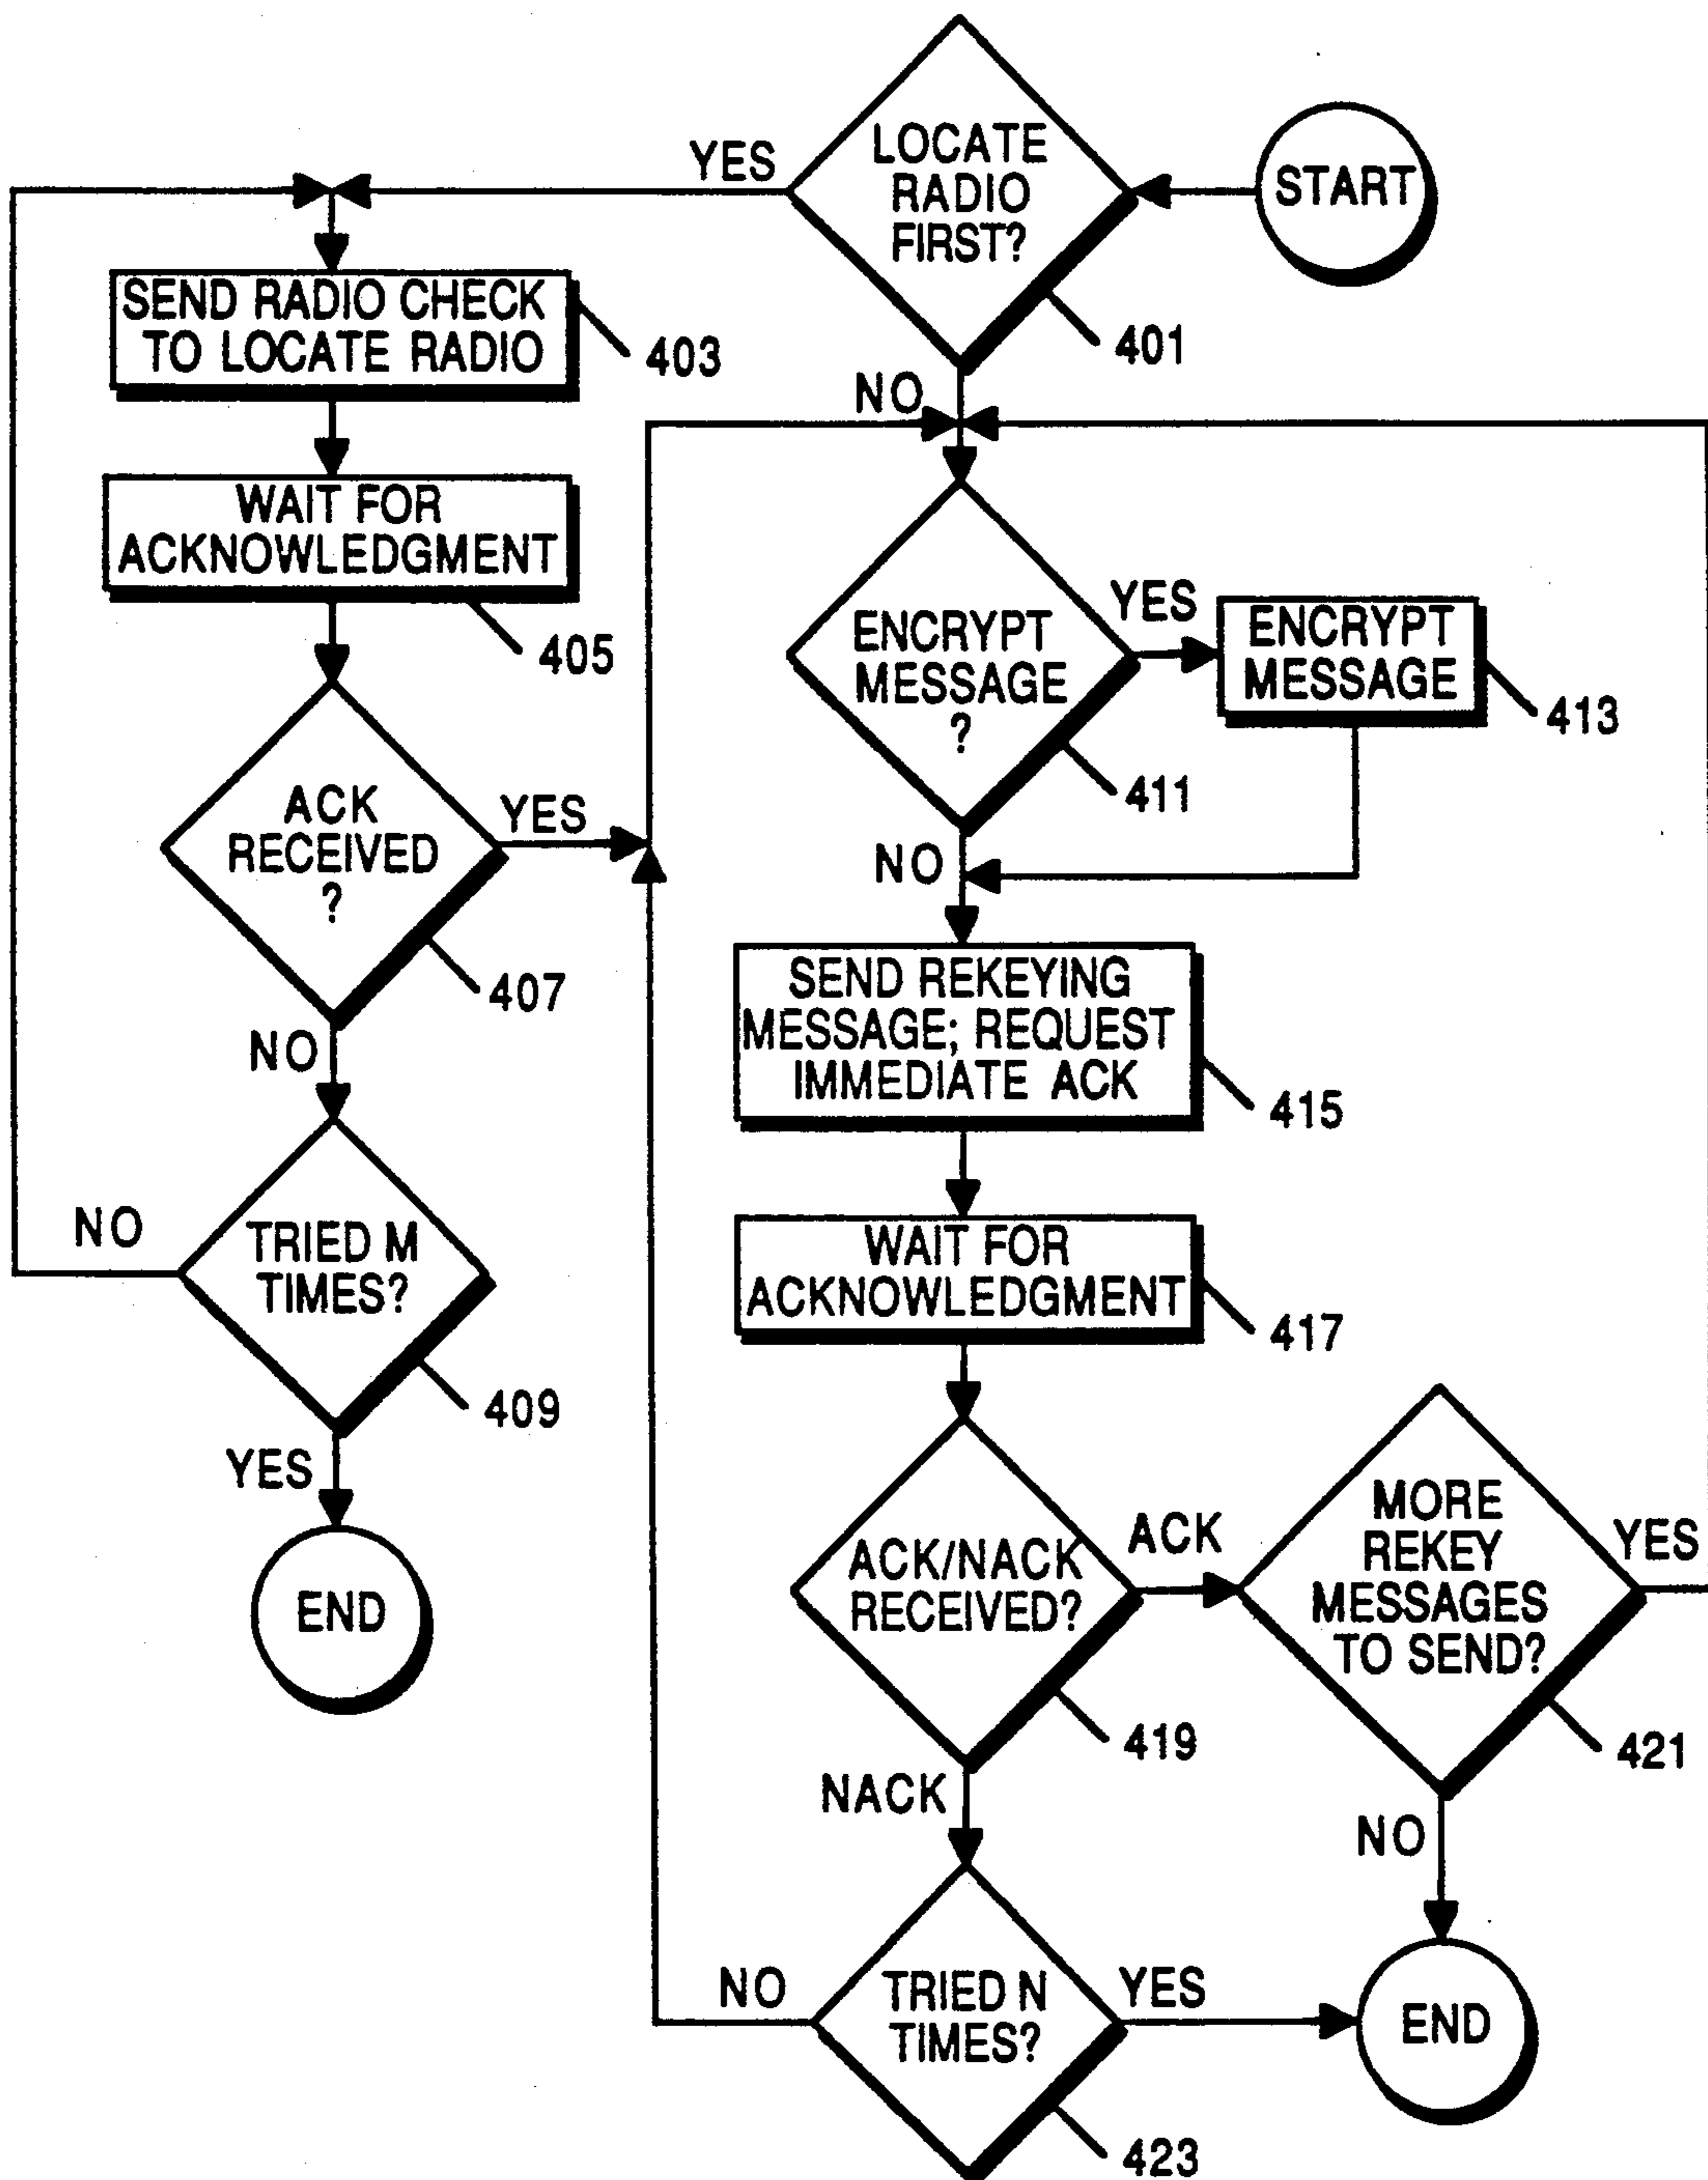 LOCATE
RADIO
FIRST?
START
YES
401
NO
SEND RADIO CHECK
TO LOCATE RADIO
403
WAIT FOR
ACKNOWLEDGMENT
405
ACK
RECEIVED
?
YES
407
NO
TRIED M
TIMES?
NO
409
YES
END
ENCRYPT
MESSAGE
?
YES
411
ENCRYPT
MESSAGE
413
NO
SEND REKEYING
MESSAGE; REQUEST
IMMEDIATE ACK
415
WAIT FOR
ACKNOWLEDGMENT
417
ACK/NACK
RECEIVED?
ACK
419
MORE
REKEY
MESSAGES
TO SEND?
YES
421
NACK
NO
TRIED N
TIMES?
NO
YES
423
END